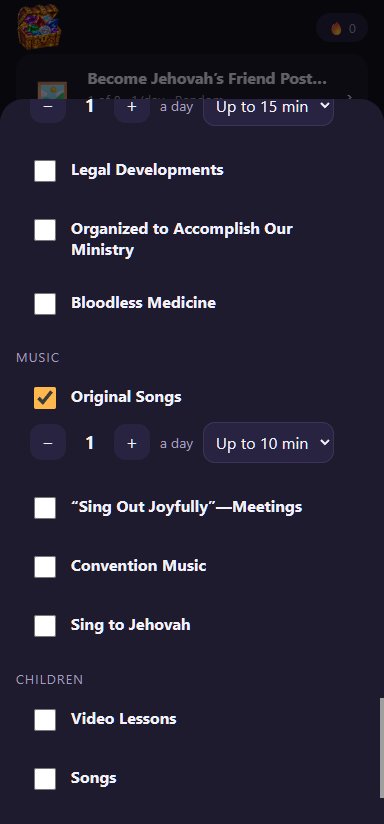 0
Become Jehovah’s Friend Post...
− 1 + a day Up to 15 min
Legal Developments
Organized to Accomplish Our
Ministry
Bloodless Medicine
MUSIC
Original Songs
− 1 + a day Up to 10 min
“Sing Out Joyfully”—Meetings
Convention Music
Sing to Jehovah
CHILDREN
Video Lessons
Songs